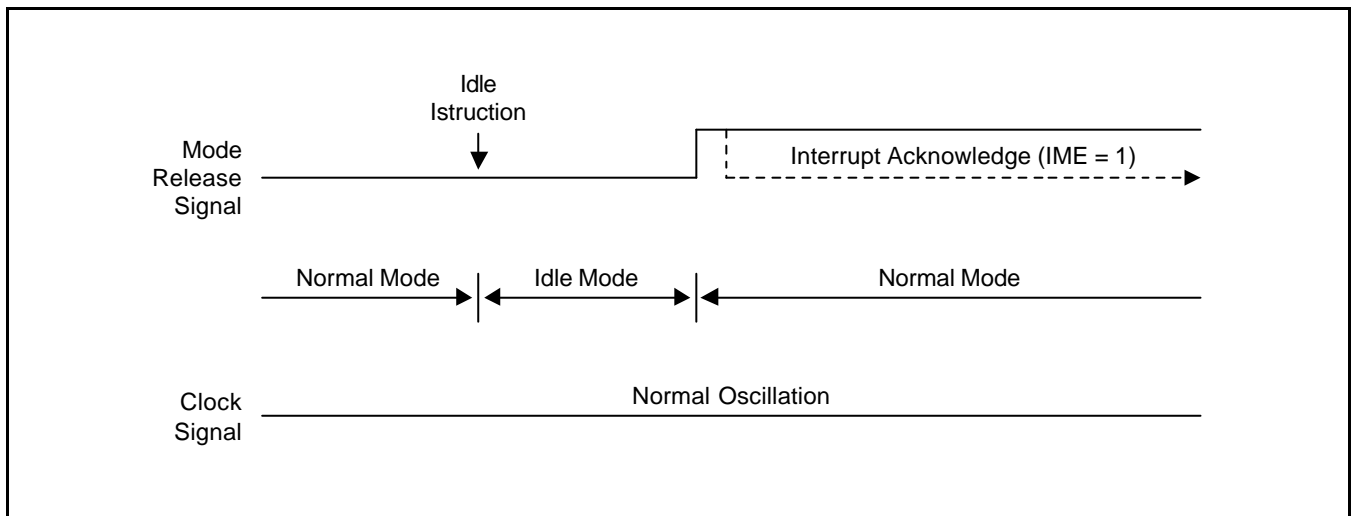 Idle
Istruction
Mode
Release
Signal
Interrupt Acknowledge (IME = 1)
Normal Mode
Idle Mode
Normal Mode
Clock
Signal
Normal Oscillation